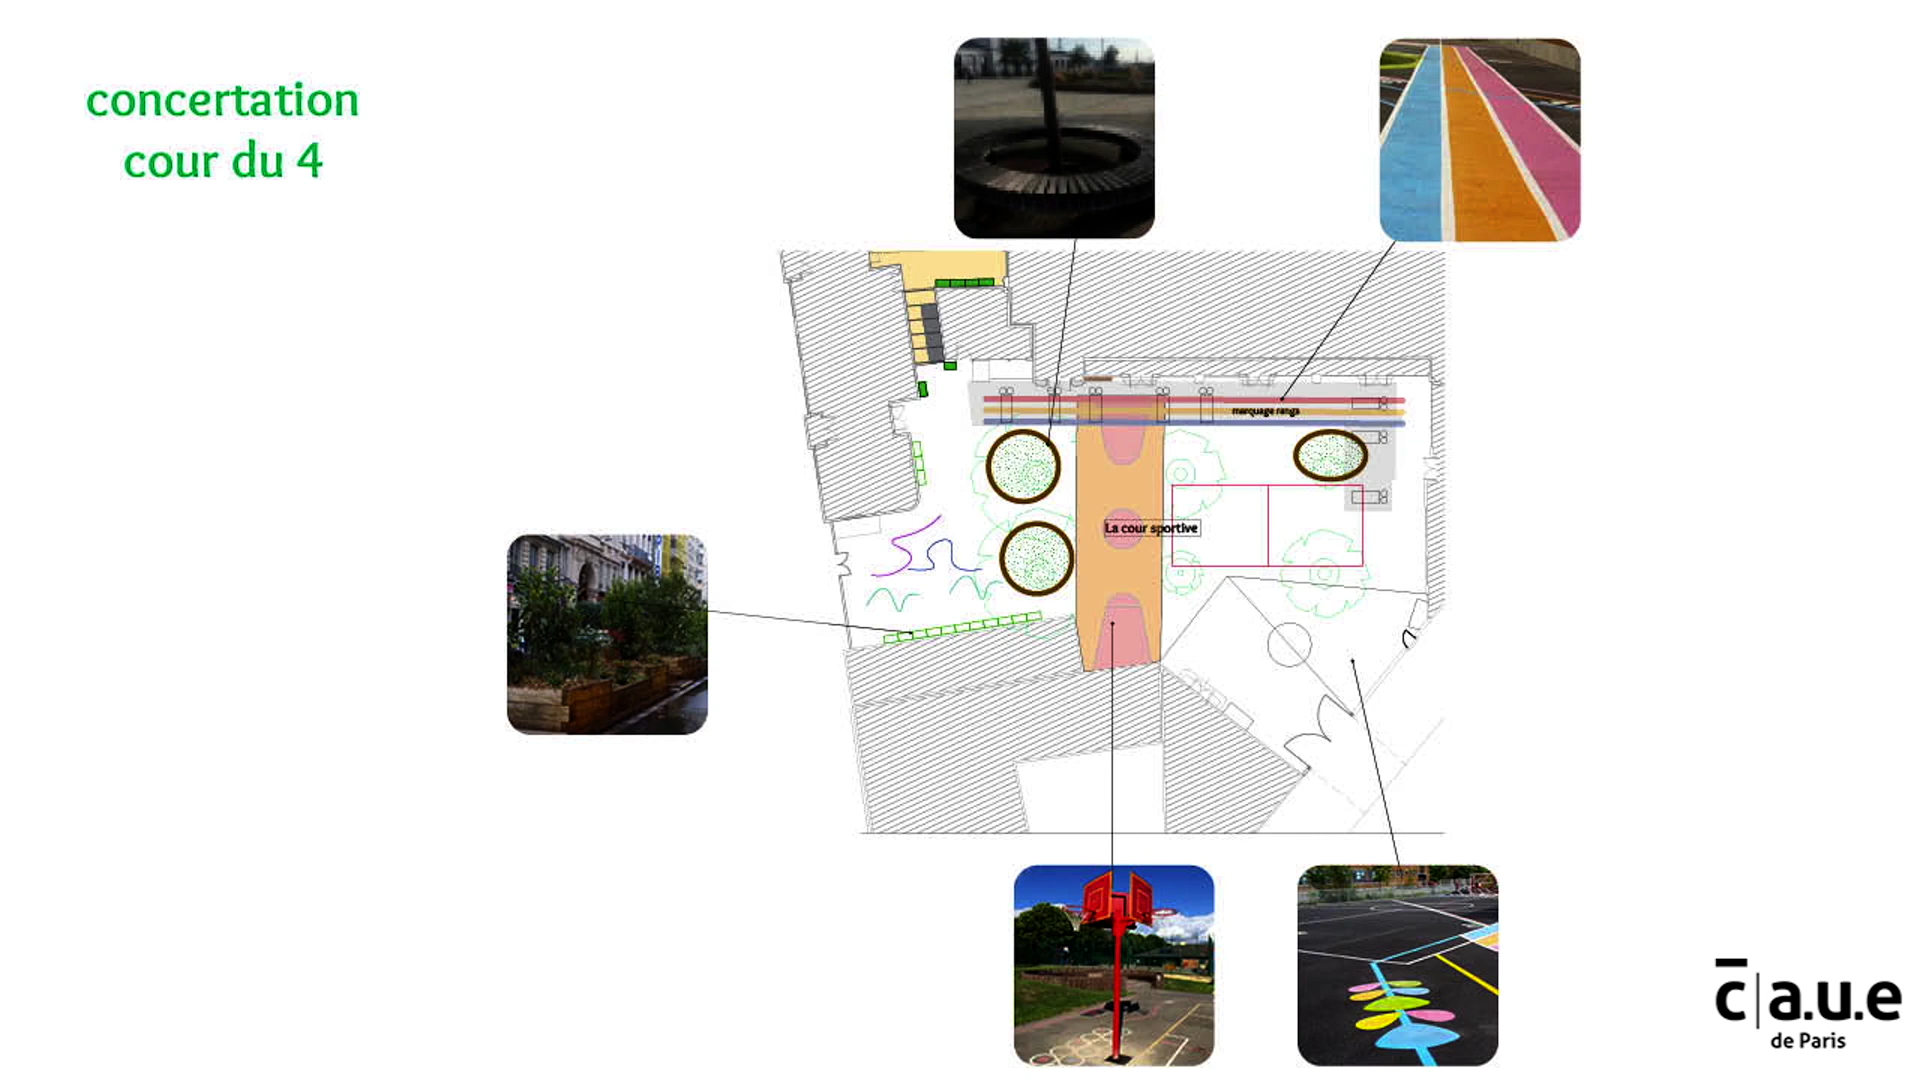 concertation
cour du 4
marquage rangs
La cour sportive
c|a.u.e
de Paris